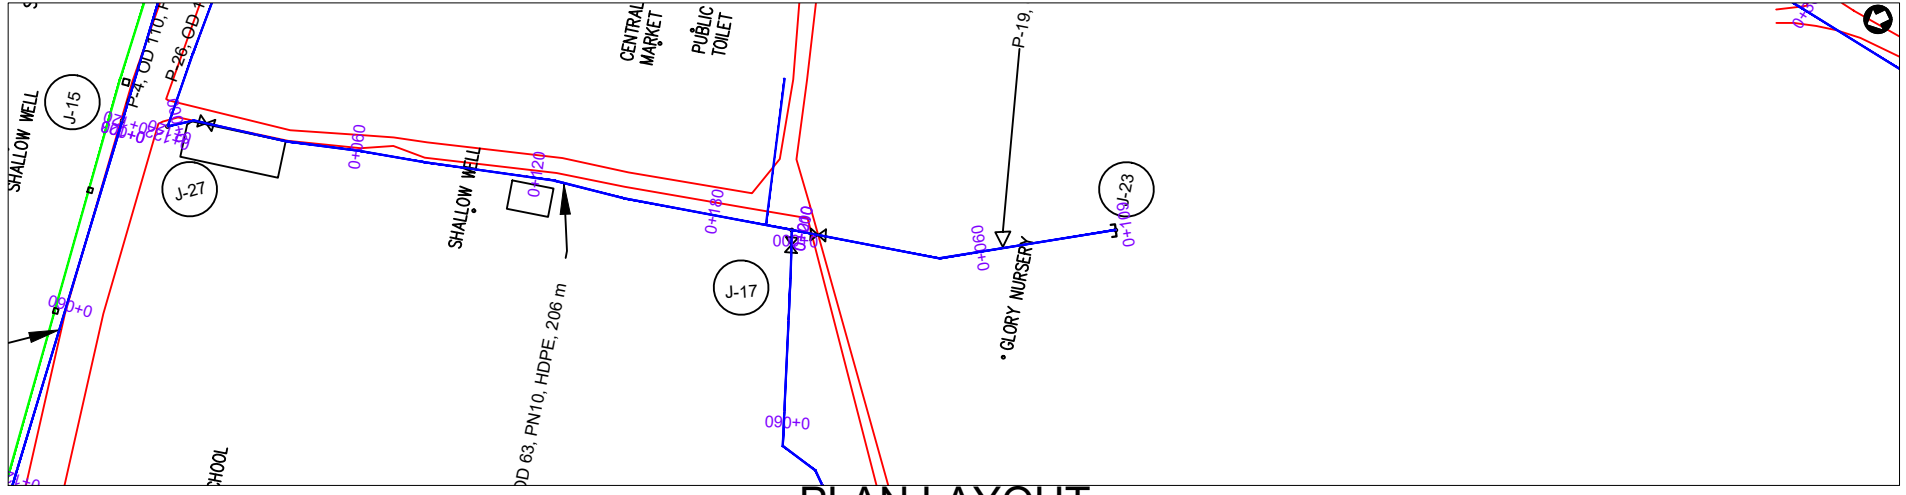 P-4, OD 110,
P-26, OD 1
CENTRAL
MARKET
PUBLIC
TOILET
P-19,
J-15
SHALLOW WELL
J-27
0+060
SHALLOW WELL
0+120
0+180
J-17
0+060
GLORY NURSERY
J-23
0+109
0+060
0+060
OD 63, PN10, HDPE, 206 m
CHOOL
PLAN LAYOUT